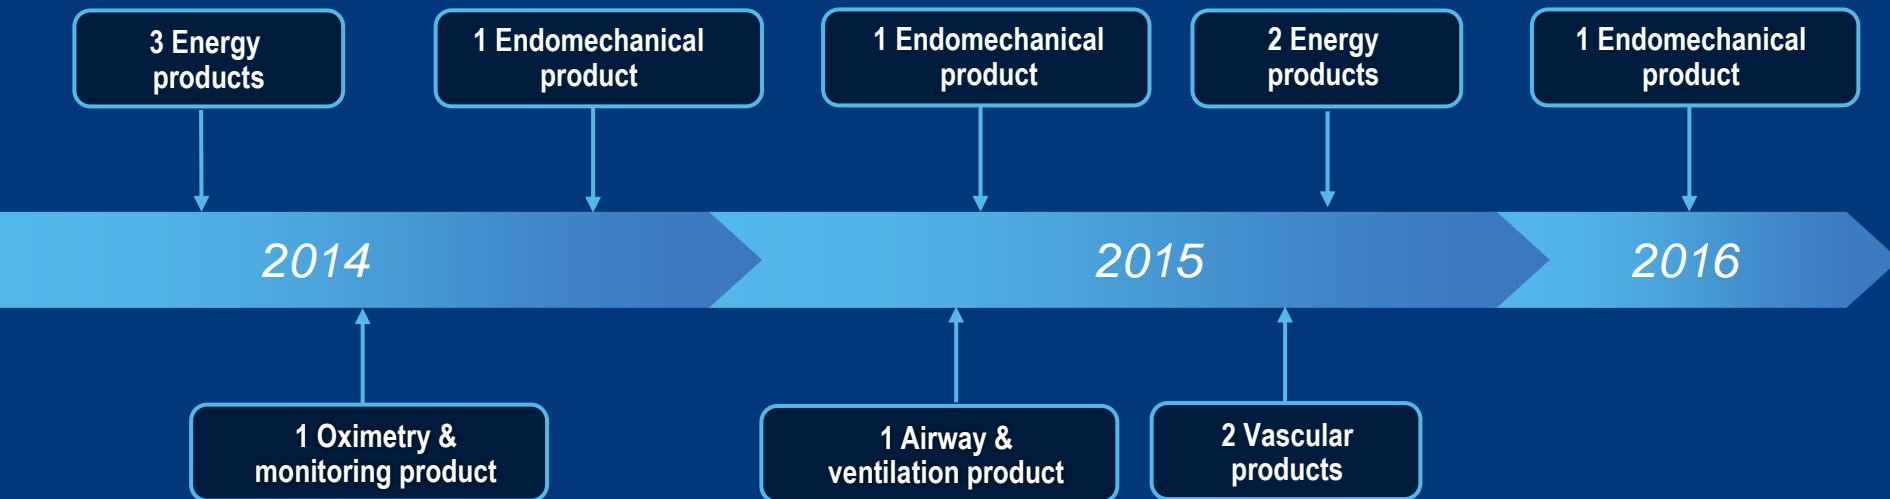 3 Energy
products
1 Endomechanical
product
1 Endomechanical
product
2 Energy
products
1 Endomechanical
product
2014
2015
2016
1 Oximetry &
monitoring product
1 Airway &
ventilation product
2 Vascular
products